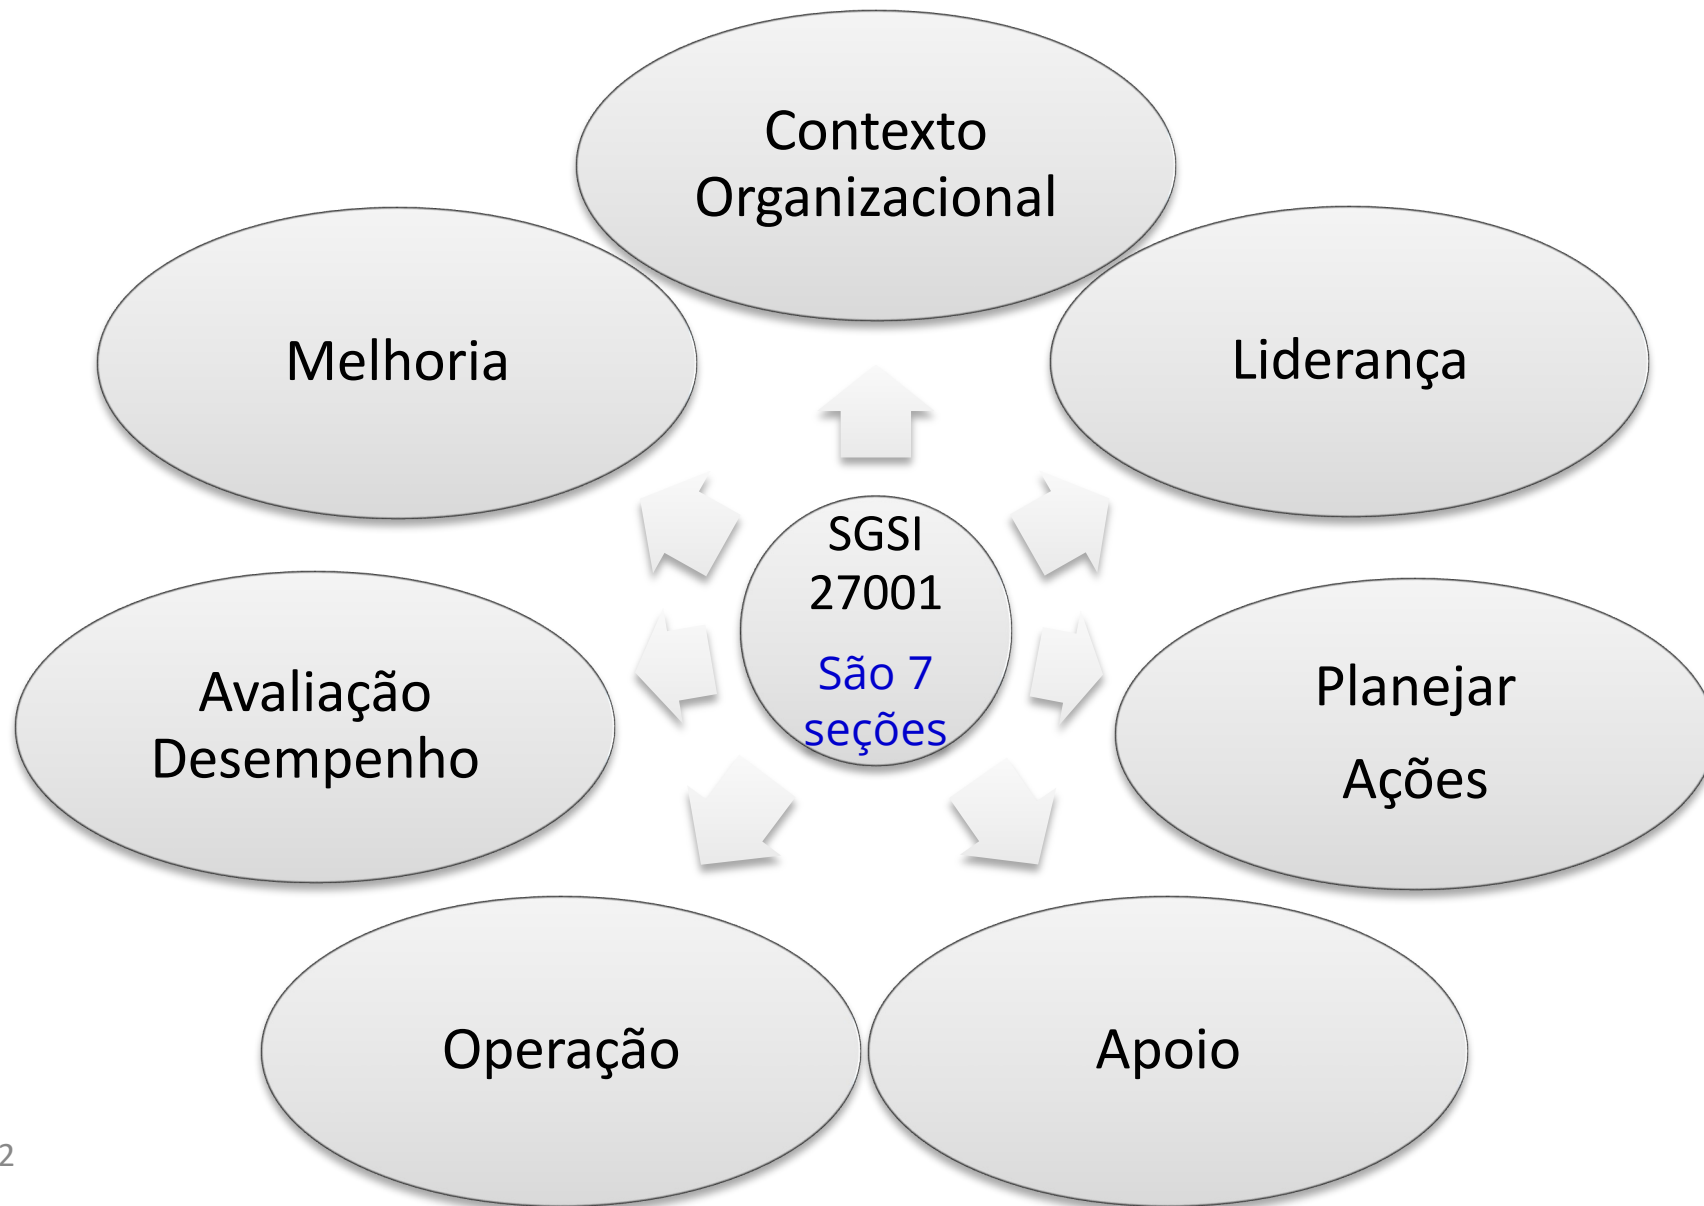 Contexto
Organizacional
Melhoria
Liderança
SGSI
27001
São 7
seções
Avaliação
Desempenho
Planejar
Ações
Operação
Apoio
2